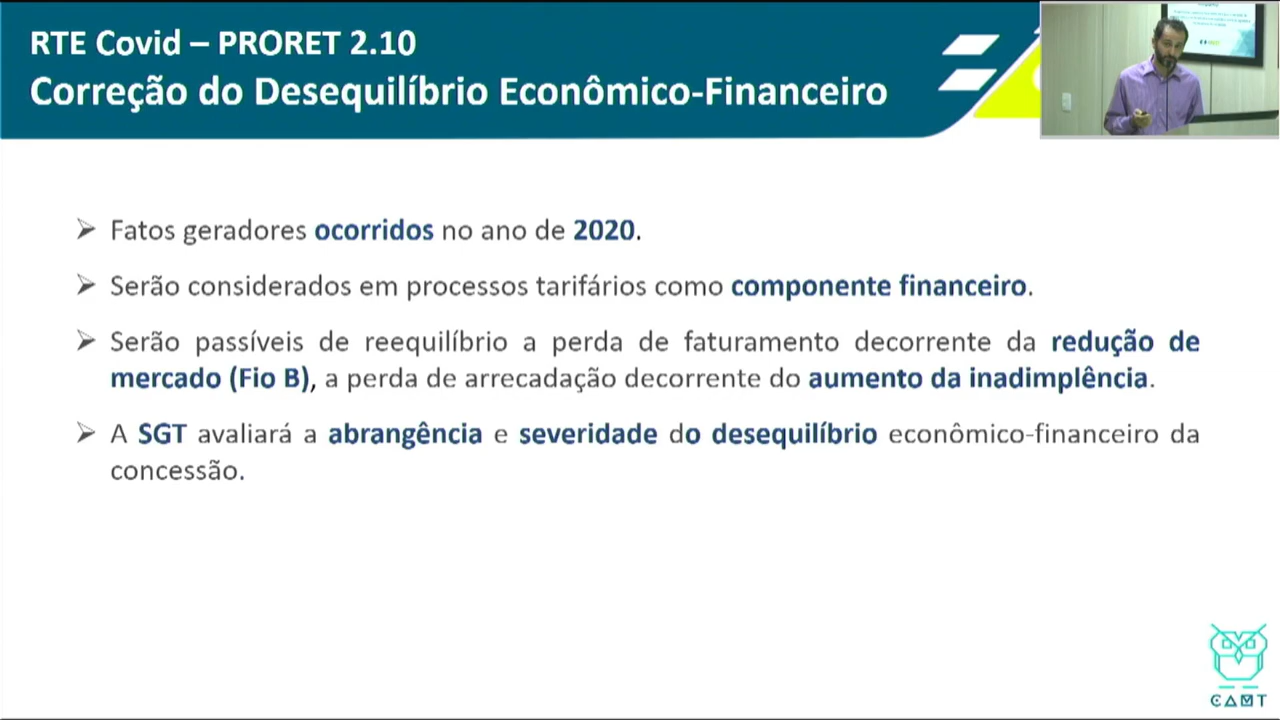 RTE Covid – PRORET 2.10
Correção do Desequilíbrio Econômico-Financeiro
➢ Fatos geradores ocorridos no ano de 2020.
➢ Serão considerados em processos tarifários como componente financeiro.
➢ Serão passíveis de reequilíbrio a perda de faturamento decorrente da redução de
mercado (Fio B), a perda de arrecadação decorrente do aumento da inadimplência.
➢ A SGT avaliará a abrangência e severidade do desequilíbrio econômico-financeiro da
concessão.
CAMT